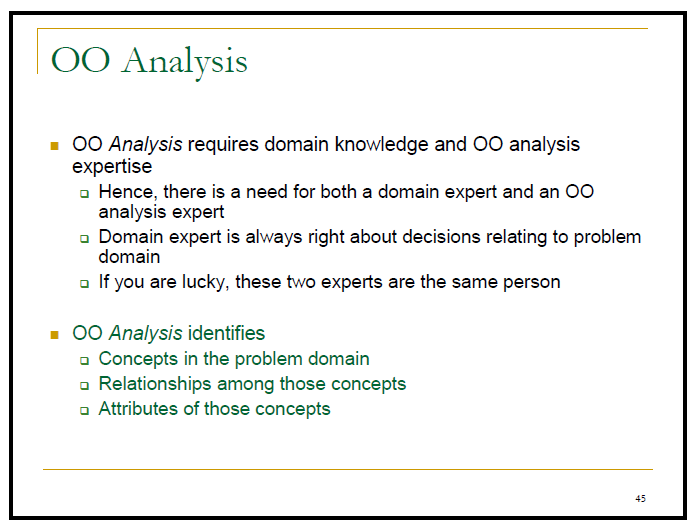 OO Analysis
OO Analysis requires domain knowledge and OO analysis
expertise
Hence, there is a need for both a domain expert and an OO
analysis expert
Domain expert is always right about decisions relating to problem
domain
If you are lucky, these two experts are the same person
OO Analysis identifies
Concepts in the problem domain
Relationships among those concepts
Attributes of those concepts
45